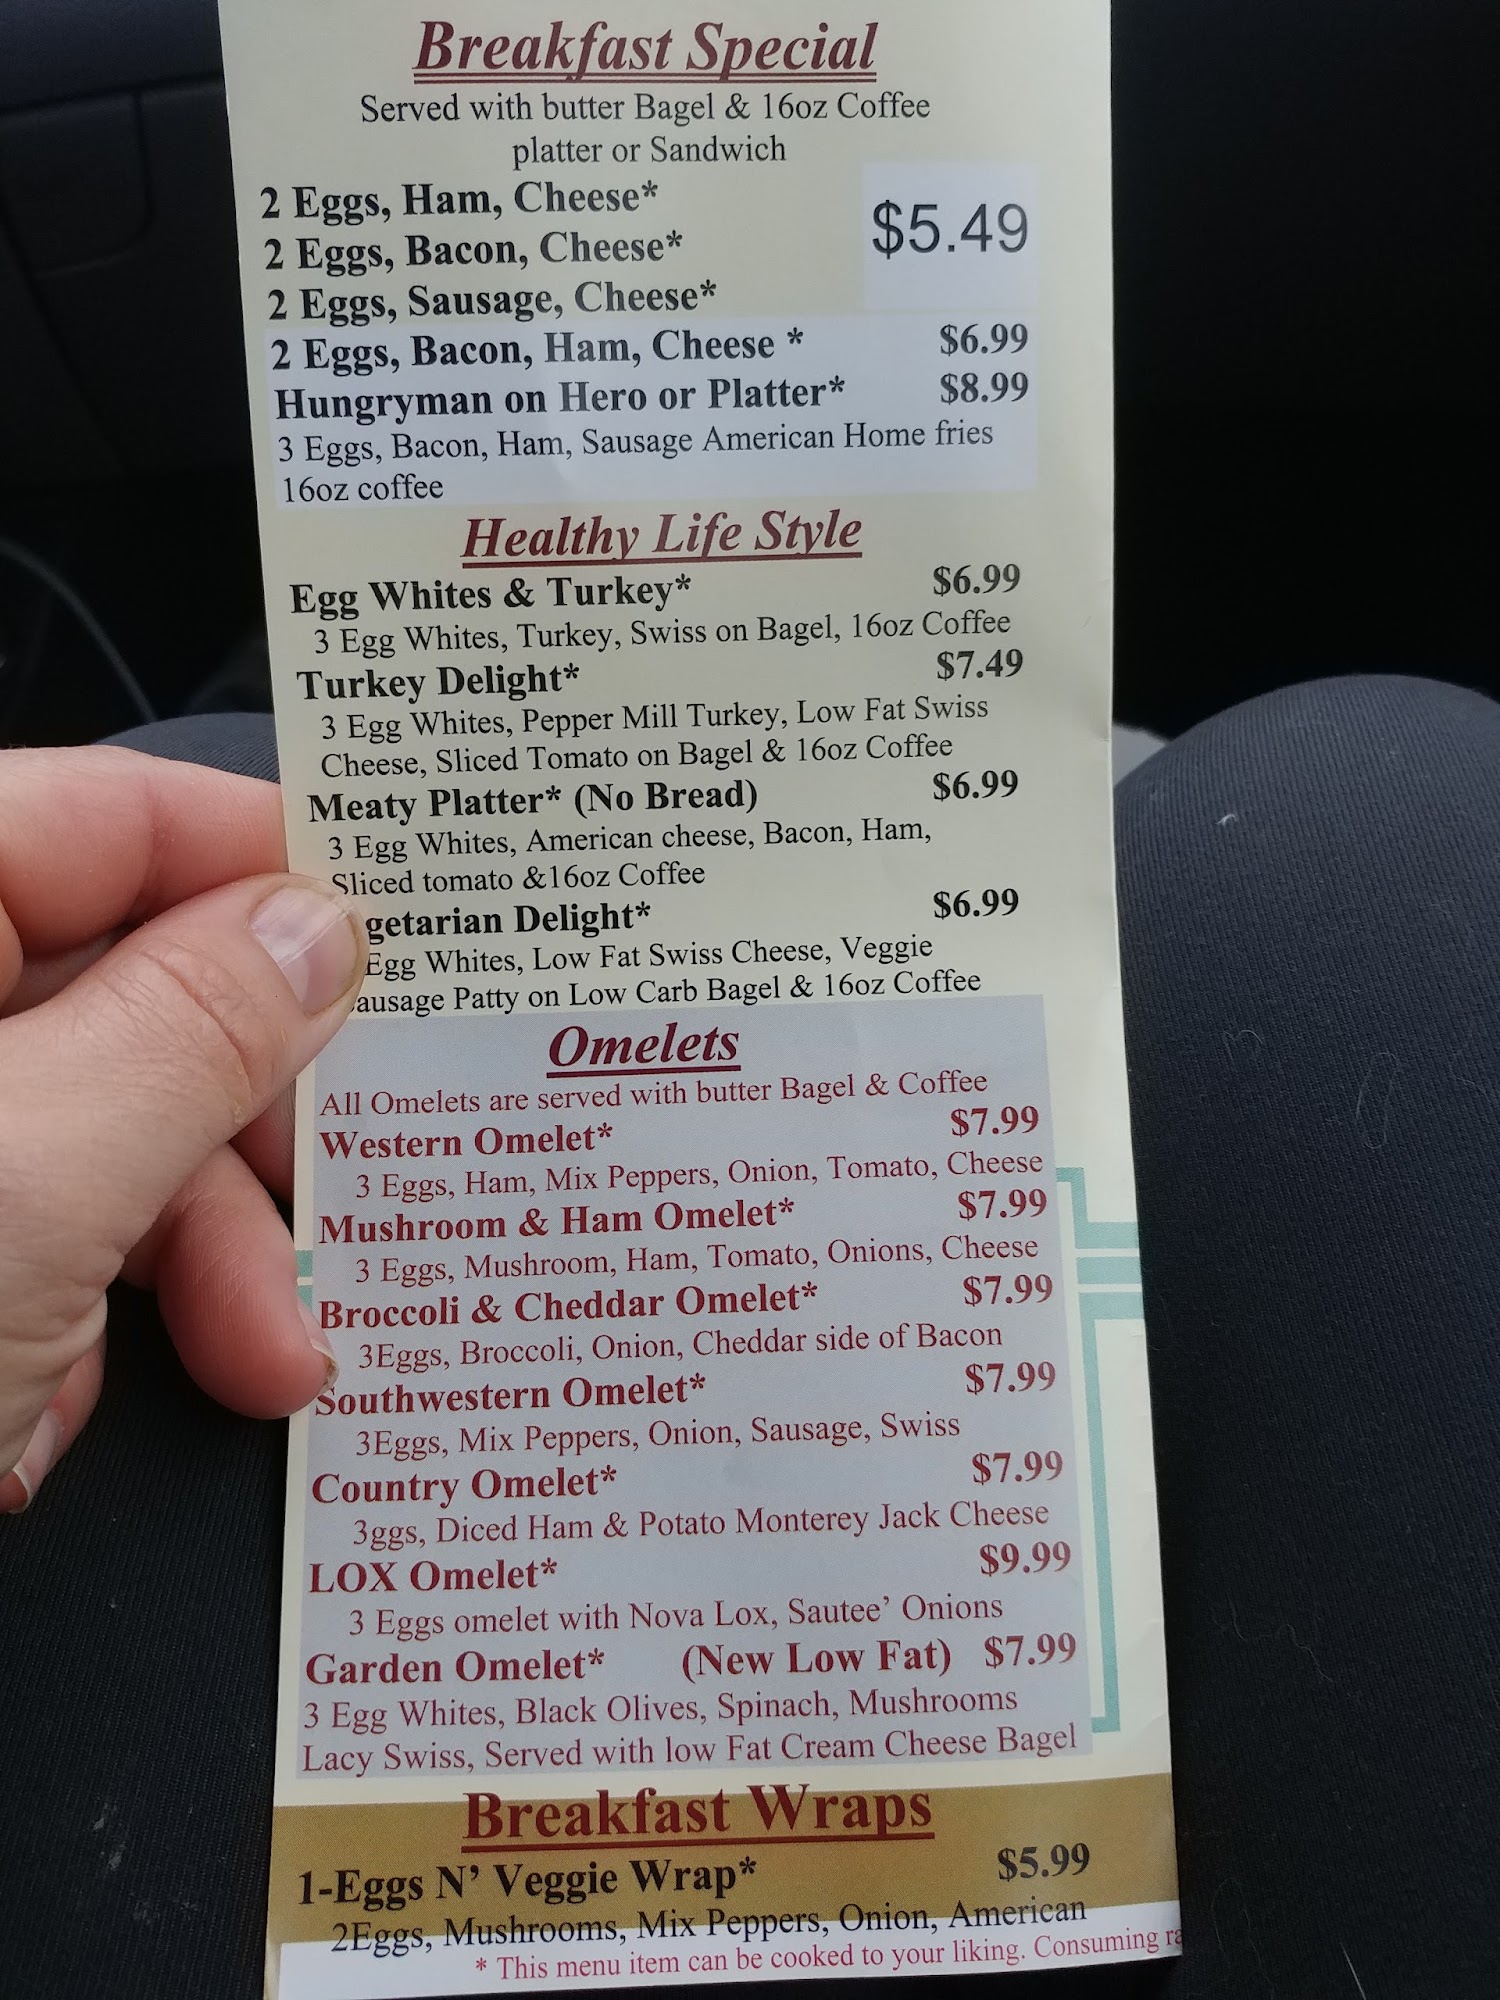 Breakfast Special
Served with butter Bagel & 16oz Coffee
platter or Sandwich
2 Eggs, Ham, Cheese*
$5.49
2 Eggs, Bacon, Cheese*
2 Eggs, Sausage, Cheese*
2 Eggs, Bacon, Ham, Cheese * $6.99
Hungryman on Hero or Platter* $8.99
3 Eggs, Bacon, Ham, Sausage American Home fries
16oz coffee
Healthy Life Style
Egg Whites & Turkey* $6.99
3 Egg Whites, Turkey, Swiss on Bagel, 16oz Coffee
Turkey Delight* $7.49
3 Egg Whites, Pepper Mill Turkey, Low Fat Swiss
Cheese, Sliced Tomato on Bagel & 16oz Coffee
Meaty Platter* (No Bread) $6.99
3 Egg Whites, American cheese, Bacon, Ham,
Sliced tomato &16oz Coffee
getarian Delight* $6.99
Egg Whites, Low Fat Swiss Cheese, Veggie
ausage Patty on Low Carb Bagel & 16oz Coffee
Omelets
All Omelets are served with butter Bagel & Coffee
Western Omelet* $7.99
3 Eggs, Ham, Mix Peppers, Onion, Tomato, Cheese
Mushroom & Ham Omelet* $7.99
3 Eggs, Mushroom, Ham, Tomato, Onions, Cheese
Broccoli & Cheddar Omelet* $7.99
3Eggs, Broccoli, Onion, Cheddar side of Bacon
Southwestern Omelet* $7.99
3Eggs, Mix Peppers, Onion, Sausage, Swiss
Country Omelet* $7.99
3ggs, Diced Ham & Potato Monterey Jack Cheese
LOX Omelet* $9.99
3 Eggs omelet with Nova Lox, Sautee' Onions
Garden Omelet* (New Low Fat) $7.99
3 Egg Whites, Black Olives, Spinach, Mushrooms
Lacy Swiss, Served with low Fat Cream Cheese Bagel
Breakfast Wraps
1-Eggs N' Veggie Wrap* $5.99
2Eggs, Mushrooms, Mix Peppers, Onion, American
* This menu item can be cooked to your liking. Consuming ra